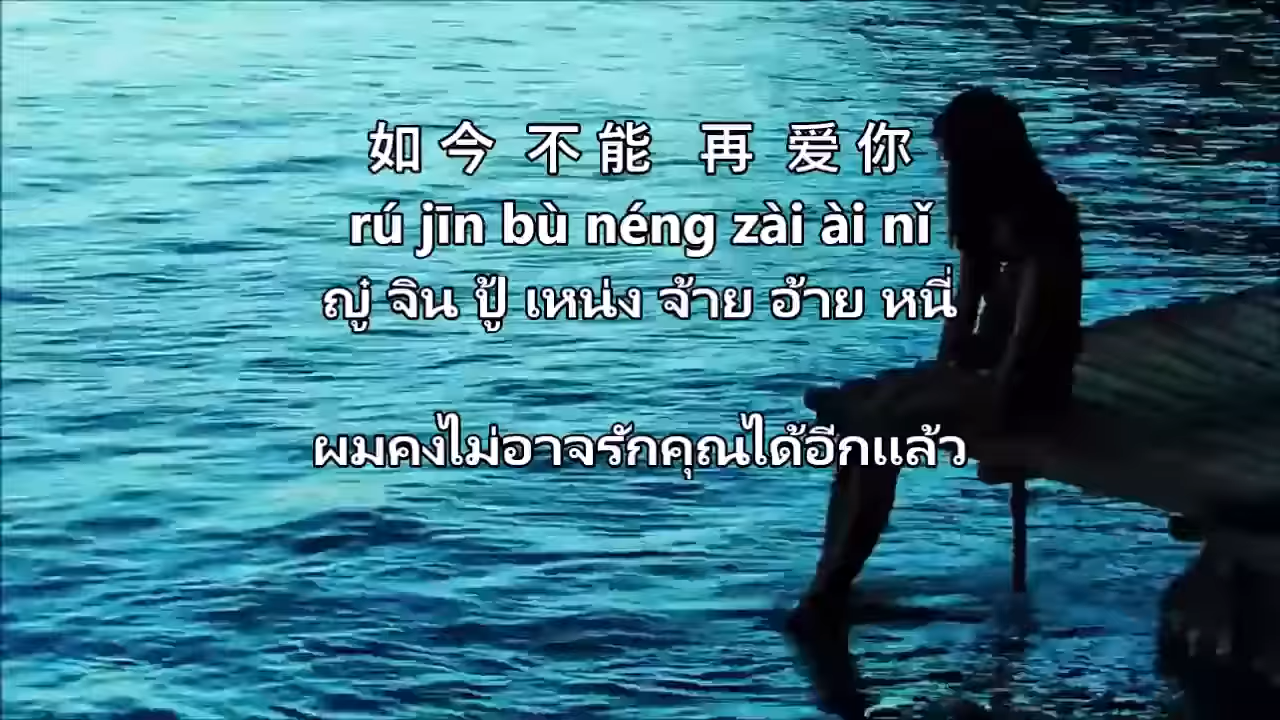 如今 不能 再 爱你
rú jīn bù néng zài ài nǐ
ญู๋ จิน ปู้ เหน่ง จ้าย อ้าย หนี่
ผมคงไม่อาจรักคุณได้อีกแล้ว